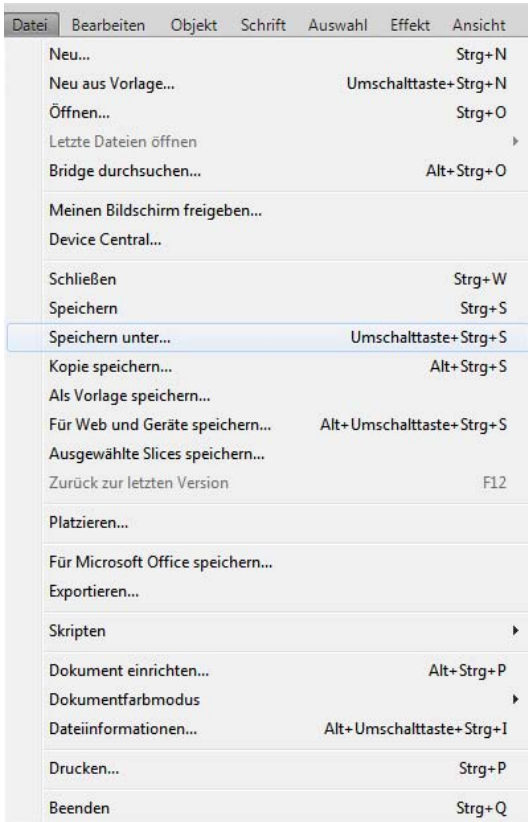 Datei Bearbeiten Objekt Schrift Auswahl Effekt Ansicht
Neu... Strg+N
Neu aus Vorlage... Umschalttaste+Strg+N
Öffnen... Strg+O
Letzte Dateien öffnen
Bridge durchsuchen... Alt+Strg+O
Meinen Bildschirm freigeben...
Device Central...
Schließen Strg+W
Speichern Strg+S
Speichern unter... Umschalttaste+Strg+S
Kopie speichern... Alt+Strg+S
Als Vorlage speichern...
Für Web und Geräte speichern... Alt+Umschalttaste+Strg+S
Ausgewählte Slices speichern...
Zurück zur letzten Version F12
Platzieren...
Für Microsoft Office speichern...
Exportieren...
Skripten
Dokument einrichten... Alt+Strg+P
Dokumentfarbmodus
Dateiinformationen... Alt+Umschalttaste+Strg+I
Drucken... Strg+P
Beenden Strg+Q